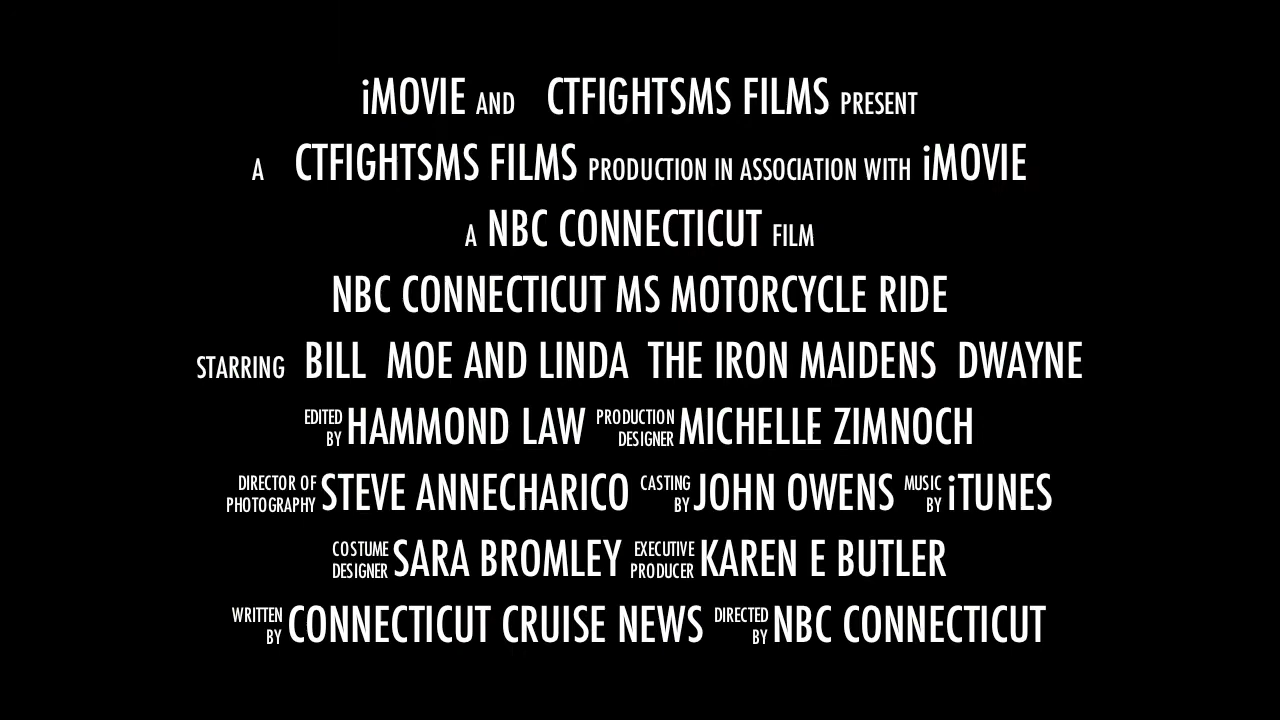 iMOVIE AND CTFIGHTSMS FILMS PRESENT
A CTFIGHTSMS FILMS PRODUCTION IN ASSOCIATION WITH iMOVIE
A NBC CONNECTICUT FILM
NBC CONNECTICUT MS MOTORCYCLE RIDE
STARRING BILL MOE AND LINDA THE IRON MAIDENS DWAYNE
EDITED BY HAMMOND LAW PRODUCTION DESIGNER MICHELLE ZIMNOCH
DIRECTOR OF PHOTOGRAPHY STEVE ANNECHARICO CASTING BY JOHN OWENS MUSIC BY iTUNES
COSTUME DESIGNER SARA BROMLEY EXECUTIVE PRODUCER KAREN E BUTLER
WRITTEN BY CONNECTICUT CRUISE NEWS DIRECTED BY NBC CONNECTICUT